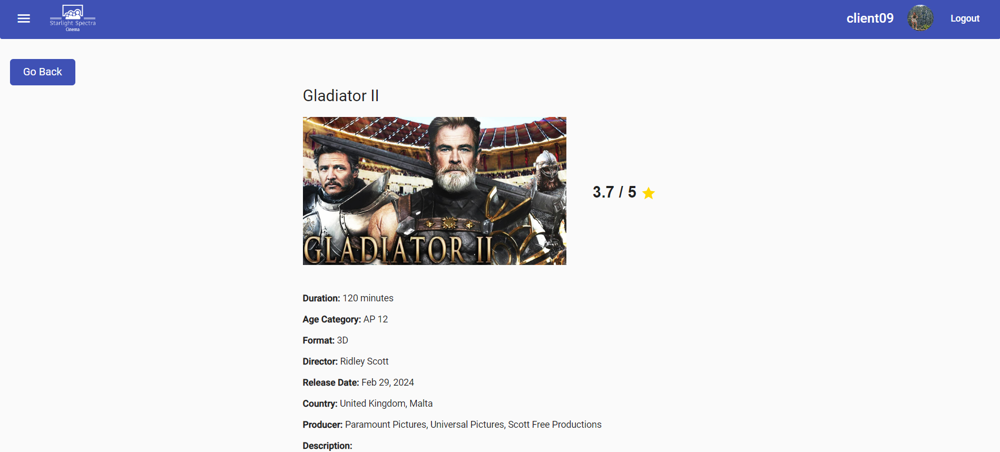 Starlight Spectra
Cinema
client09
Logout
Go Back
Gladiator II
GLADIATOR II
3.7 / 5
Duration: 120 minutes
Age Category: AP 12
Format: 3D
Director: Ridley Scott
Release Date: Feb 29, 2024
Country: United Kingdom, Malta
Producer: Paramount Pictures, Universal Pictures, Scott Free Productions
Description: